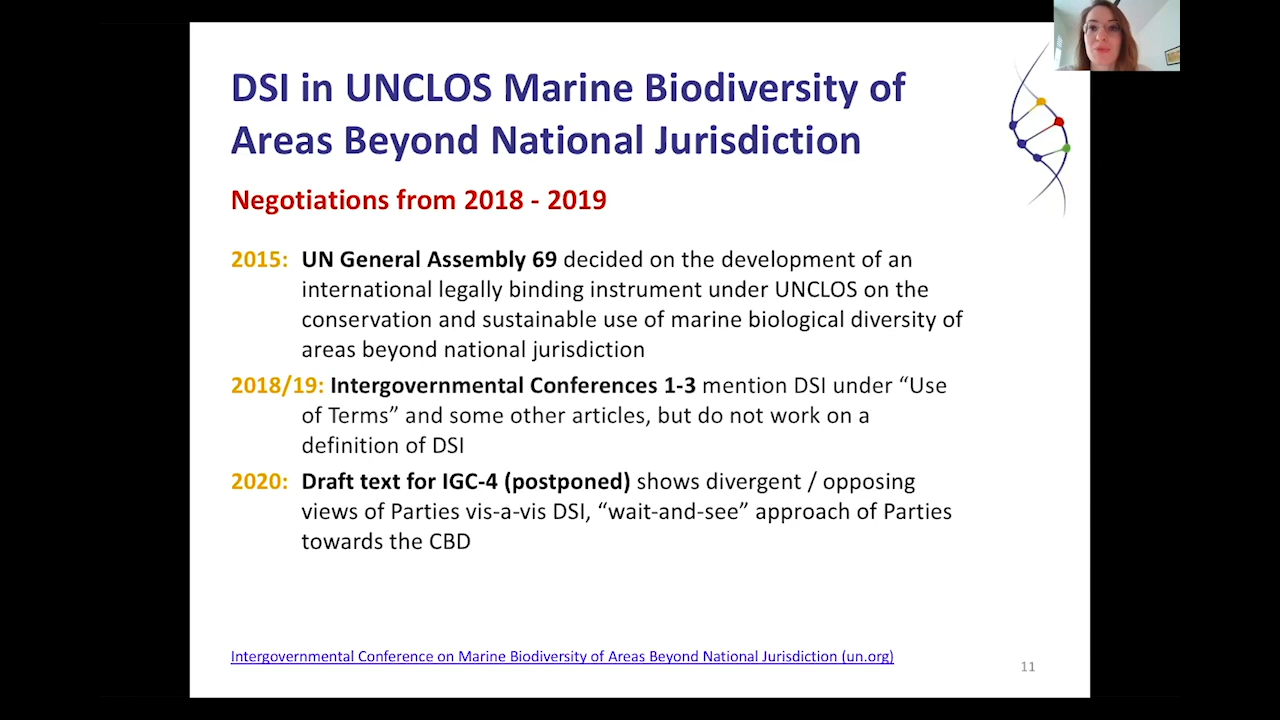 DSI in UNCLOS Marine Biodiversity of
Areas Beyond National Jurisdiction
Negotiations from 2018 - 2019
2015: UN General Assembly 69 decided on the development of an
international legally binding instrument under UNCLOS on the
conservation and sustainable use of marine biological diversity of
areas beyond national jurisdiction
2018/19: Intergovernmental Conferences 1-3 mention DSI under “Use
of Terms” and some other articles, but do not work on a
definition of DSI
2020: Draft text for IGC-4 (postponed) shows divergent / opposing
views of Parties vis-a-vis DSI, “wait-and-see” approach of Parties
towards the CBD
Intergovernmental Conference on Marine Biodiversity of Areas Beyond National Jurisdiction (un.org)
11